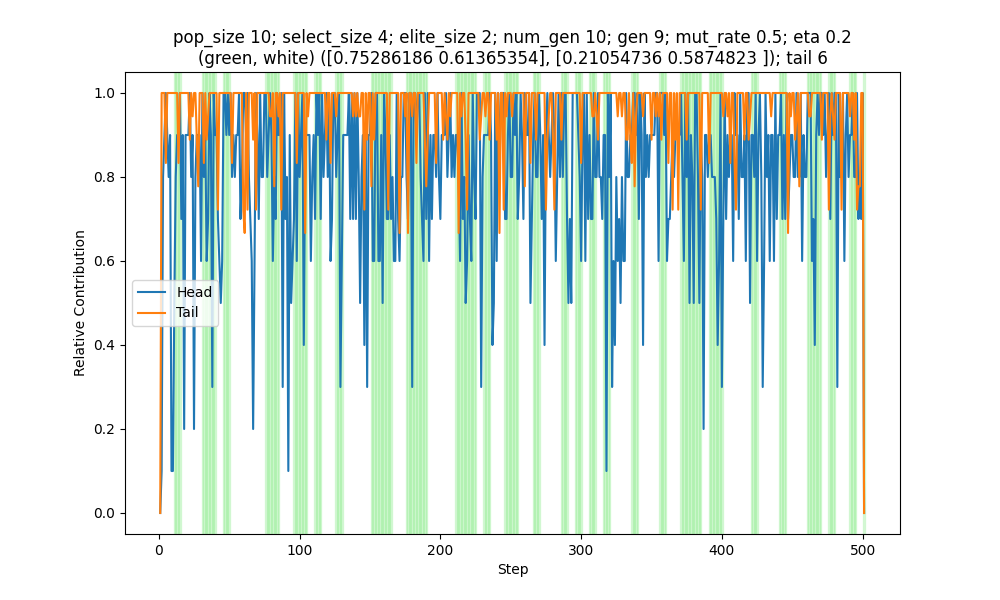 pop_size 10; select_size 4; elite_size 2; num_gen 10; gen 9; mut_rate 0.5; eta 0.2
(green, white) ([0.75286186 0.61365354], [0.21054736 0.5874823 ]); tail 6
1.0
0.8
0.6
0.4
0.2
0.0
Relative Contribution
Head
Tail
0
100
200
300
400
500
Step